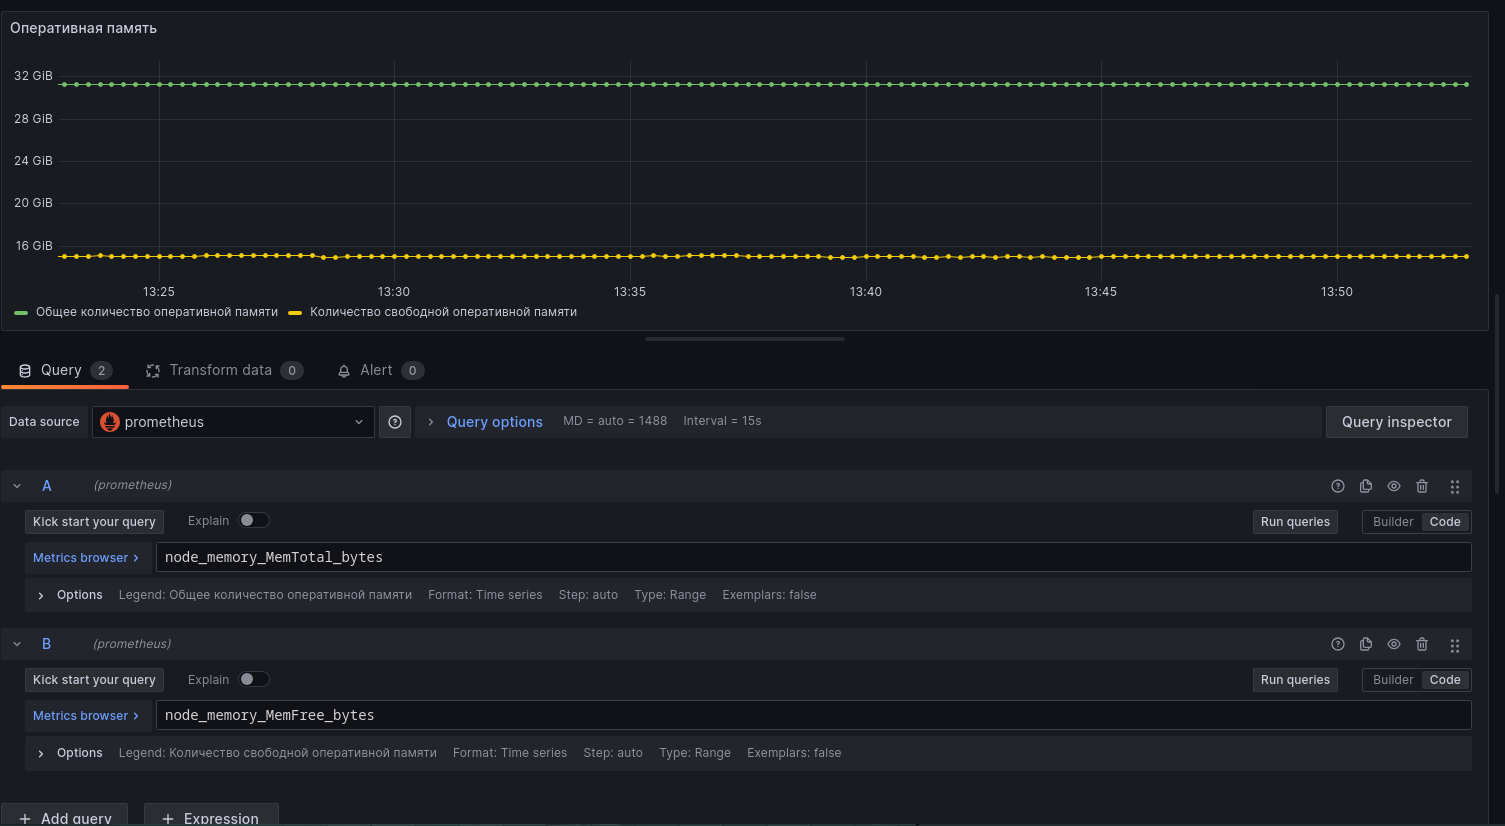 Оперативная память
32 GiB
28 GiB
24 GiB
20 GiB
16 GiB
13:25 13:30 13:35 13:40 13:45 13:50
Общее количество оперативной памяти Количество свободной оперативной памяти
Query 2 Transform data 0 Alert 0
Data source prometheus Query options MD = auto = 1488 Interval = 15s Query inspector
A (prometheus)
Kick start your query Explain Run queries Builder Code
Metrics browser > node_memory_MemTotal_bytes
> Options Legend: Общее количество оперативной памяти Format: Time series Step: auto Type: Range Exemplars: false
B (prometheus)
Kick start your query Explain Run queries Builder Code
Metrics browser > node_memory_MemFree_bytes
> Options Legend: Количество свободной оперативной памяти Format: Time series Step: auto Type: Range Exemplars: false
+ Add query + Expression